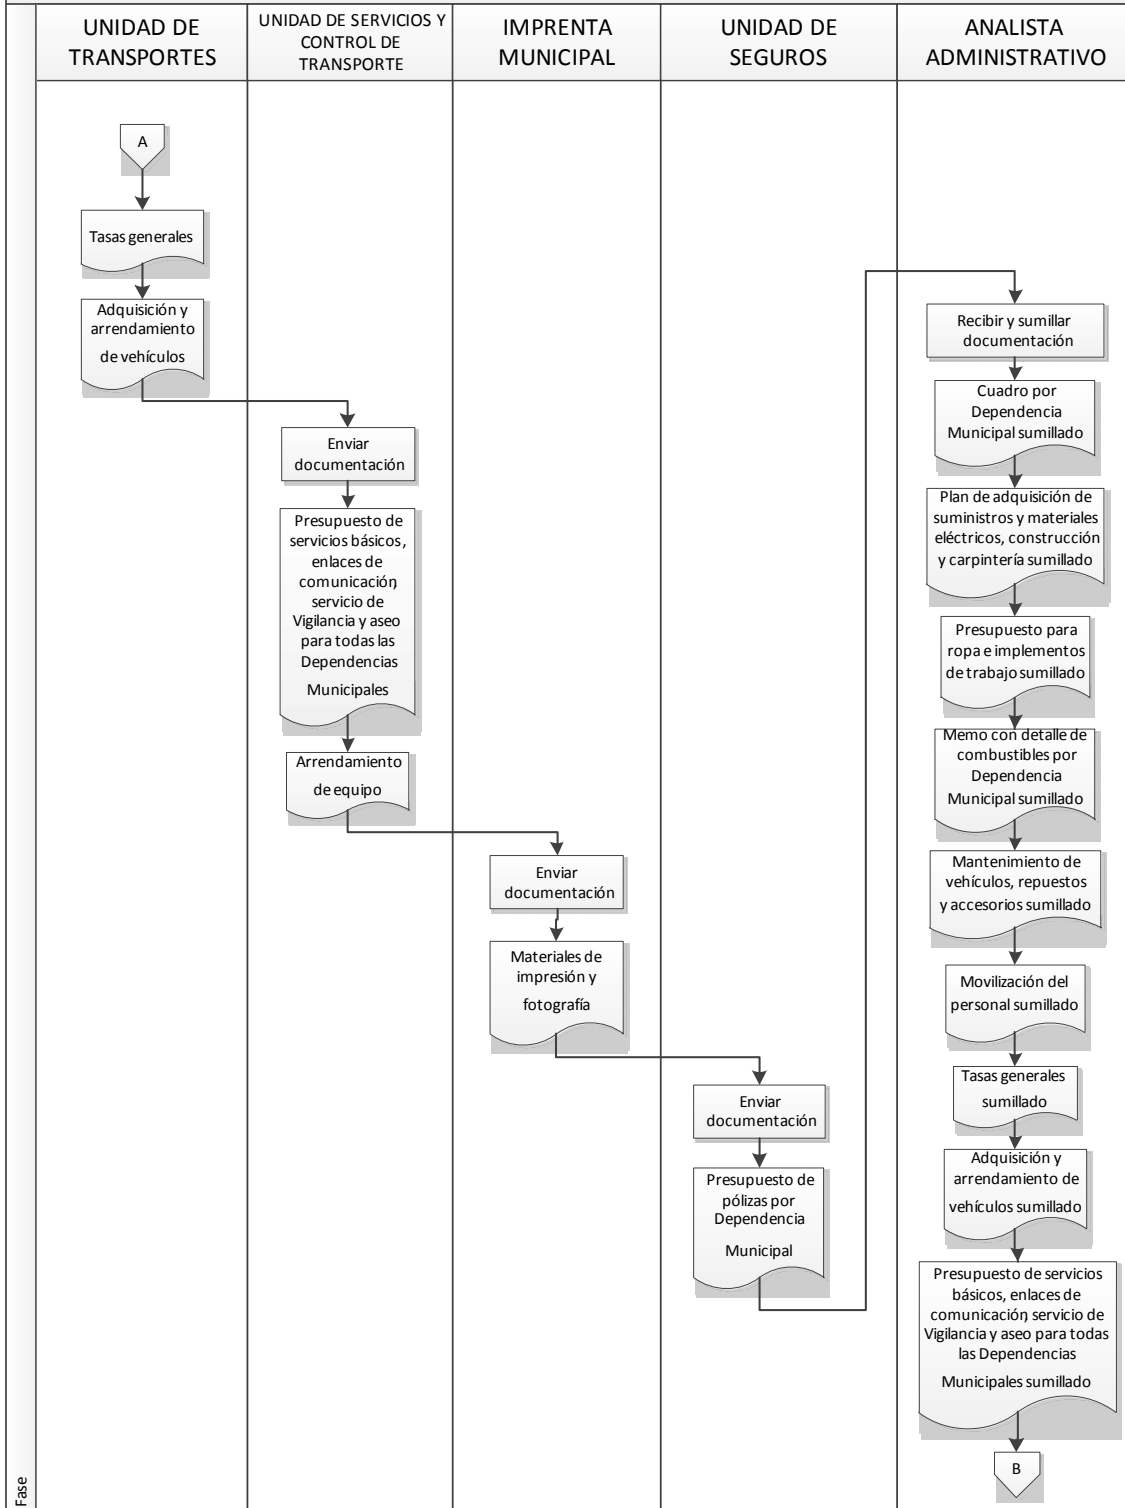 UNIDAD DE
TRANSPORTES
UNIDAD DE SERVICIOS Y
CONTROL DE
TRANSPORTE
IMPRENTA
MUNICIPAL
UNIDAD DE
SEGUROS
ANALISTA
ADMINISTRATIVO
A
Tasas generales
Adquisición y
arrendamiento
de vehículos
Enviar
documentación
Presupuesto de
servicios básicos,
enlaces de
comunicación,
servicio de
Vigilancia y aseo
para todas las
Dependencias
Municipales
Arrendamiento
de equipo
Enviar
documentación
Materiales de
impresión y
fotografía
Enviar
documentación
Presupuesto de
pólizas por
Dependencia
Municipal
Recibir y sumillar
documentación
Cuadro por
Dependencia
Municipal sumillado
Plan de adquisición de
suministros y materiales
eléctricos, construcción
y carpintería sumillado
Presupuesto para
ropa e implementos
de trabajo sumillado
Memo con detalle de
combustibles por
Dependencia
Municipal sumillado
Mantenimiento de
vehículos, repuestos
y accesorios sumillado
Movilización del
personal sumillado
Tasas generales
sumillado
Adquisición y
arrendamiento de
vehículos sumillado
Presupuesto de servicios
básicos, enlaces de
comunicación, servicio de
Vigilancia y aseo para todas
las Dependencias
Municipales sumillado
B
Fase